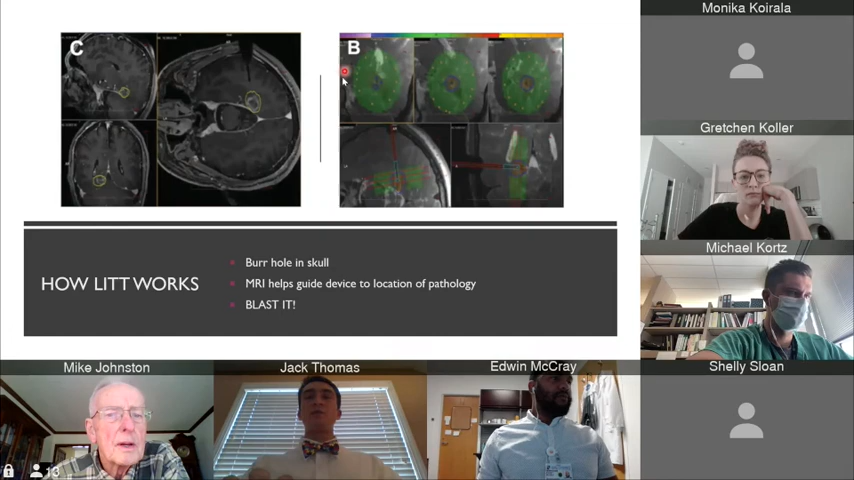 Monika Koirala
C
B
Gretchen Koller
Michael Kortz
HOW LITT WORKS
Burr hole in skull
MRI helps guide device to location of pathology
BLAST IT!
Mike Johnston
Jack Thomas
Edwin McCray
Shelly Sloan
13